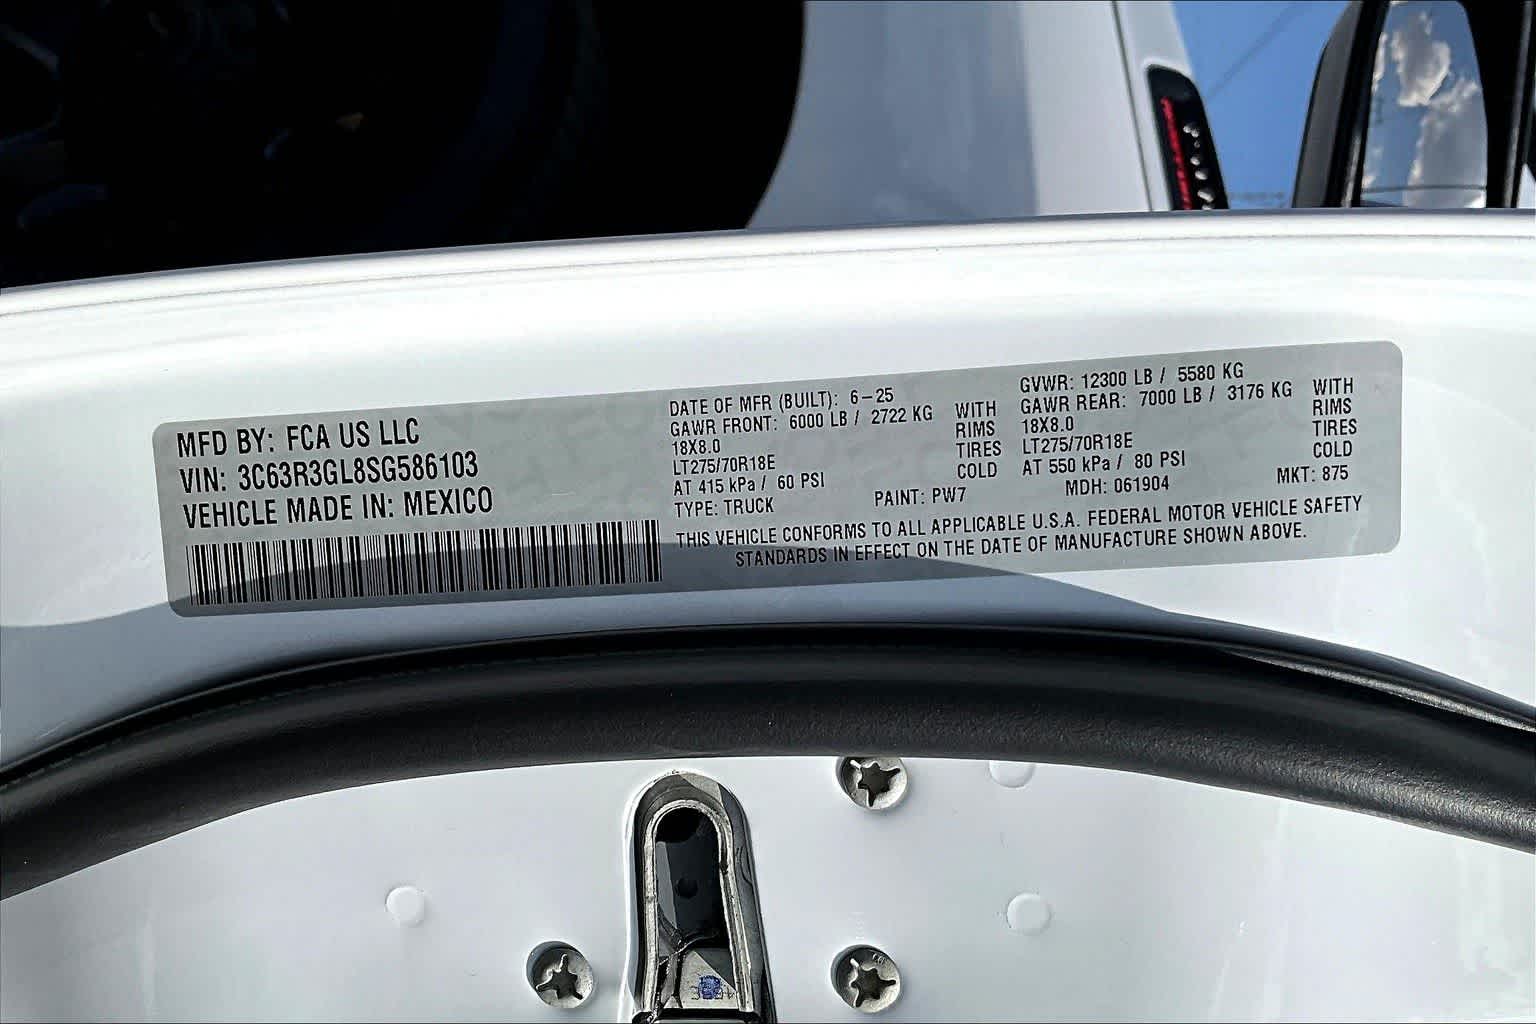 MFD BY: FCA US LLC
VIN: 3C63R3GL8SG586103
VEHICLE MADE IN: MEXICO
DATE OF MFR (BUILT): 6-25
GAWR FRONT: 6000 LB / 2722 KG WITH
18X8.0 RIMS
LT275/70R18E TIRES
AT 415 kPa / 60 PSI COLD
TYPE: TRUCK PAINT: PW7
GVWR: 12300 LB / 5580 KG
GAWR REAR: 7000 LB / 3176 KG WITH
18X8.0 RIMS
LT275/70R18E TIRES
AT 550 kPa / 80 PSI COLD
MDH: 061904 MKT: 875
THIS VEHICLE CONFORMS TO ALL APPLICABLE U.S.A. FEDERAL MOTOR VEHICLE SAFETY
STANDARDS IN EFFECT ON THE DATE OF MANUFACTURE SHOWN ABOVE.